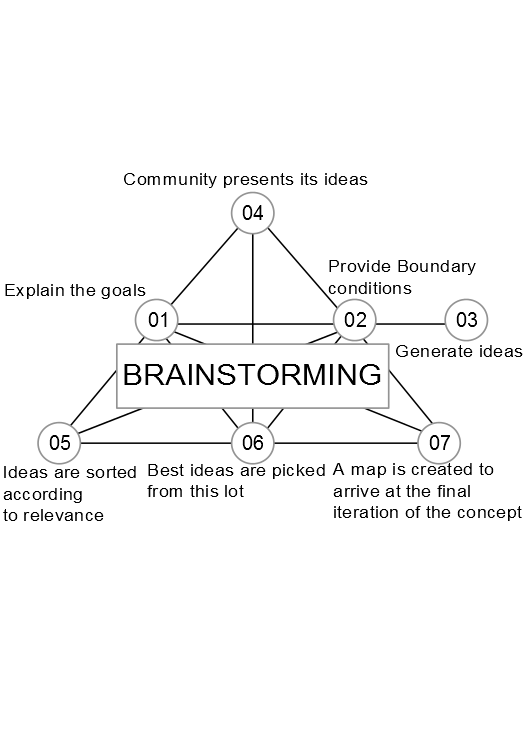 Community presents its ideas
04
Provide Boundary
conditions
Explain the goals
01
02
03
Generate ideas
BRAINSTORMING
05
06
07
Ideas are sorted
according
to relevance
Best ideas are picked
from this lot
A map is created to
arrive at the final
iteration of the concept